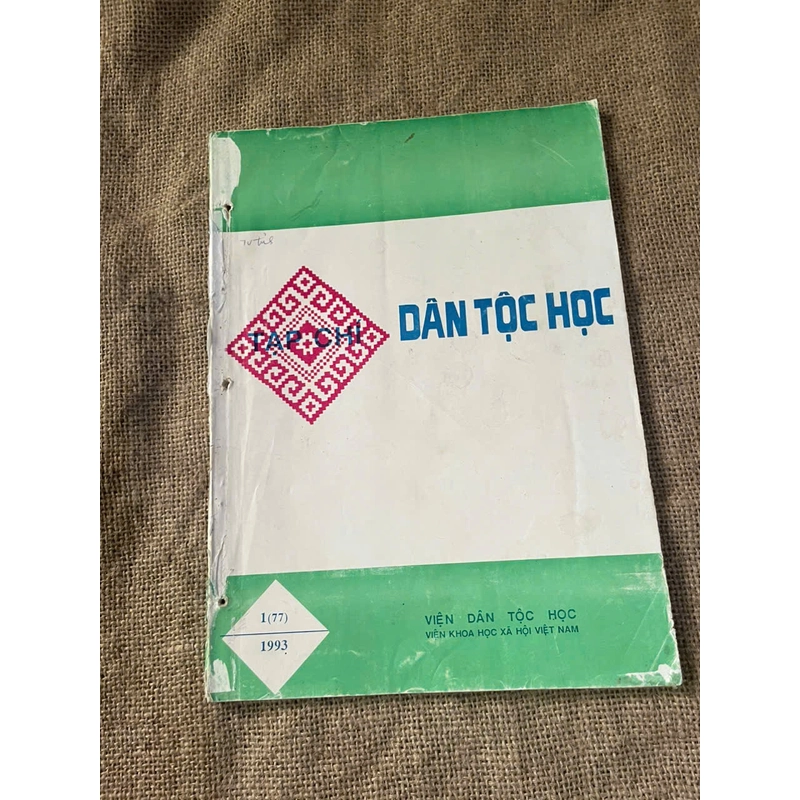 TẠP CHÍ
DÂN TỘC HỌC
1 (77)
1993
VIỆN DÂN TỘC HỌC
VIỆN KHOA HỌC XÃ HỘI VIỆT NAM